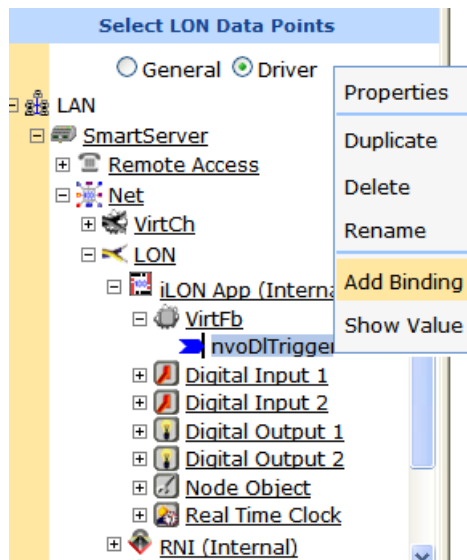 Select LON Data Points
General Driver
LAN
SmartServer
Remote Access
Net
VirtCh
LON
iLON App (Interna
VirtFb
nvoDlTrigger
Digital Input 1
Digital Input 2
Digital Output 1
Digital Output 2
Node Object
Real Time Clock
RNI (Internal)
Properties
Duplicate
Delete
Rename
Add Binding
Show Value